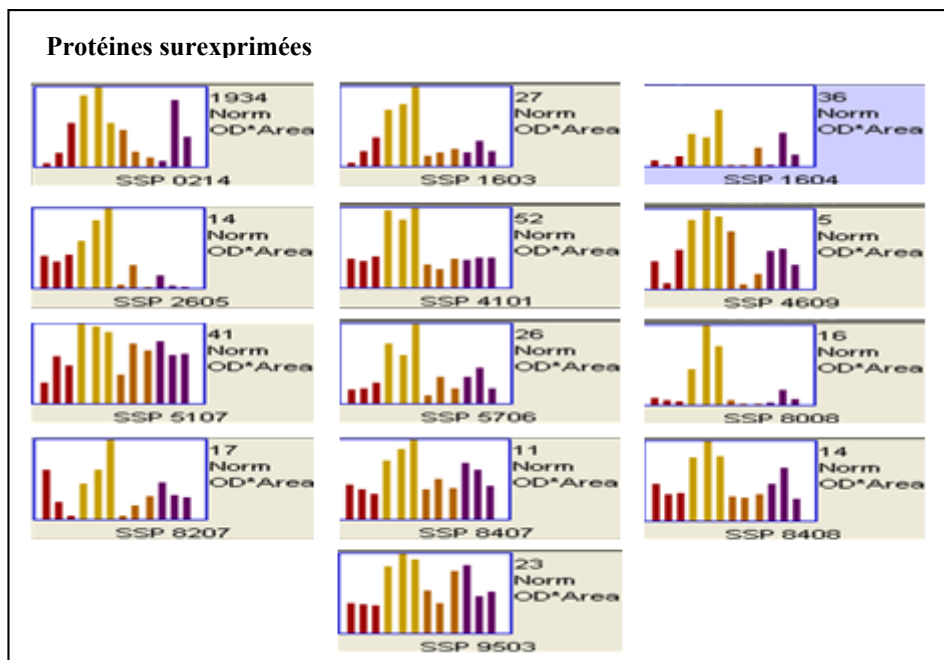 Protéines surexprimées
1934
Norm
OD*Area
SSP 0214
27
Norm
OD*Area
SSP 1603
36
Norm
OD*Area
SSP 1604
14
Norm
OD*Area
SSP 2605
52
Norm
OD*Area
SSP 4101
5
Norm
OD*Area
SSP 4609
41
Norm
OD*Area
SSP 5107
26
Norm
OD*Area
SSP 5706
16
Norm
OD*Area
SSP 8008
17
Norm
OD*Area
SSP 8207
11
Norm
OD*Area
SSP 8407
14
Norm
OD*Area
SSP 8408
23
Norm
OD*Area
SSP 9503